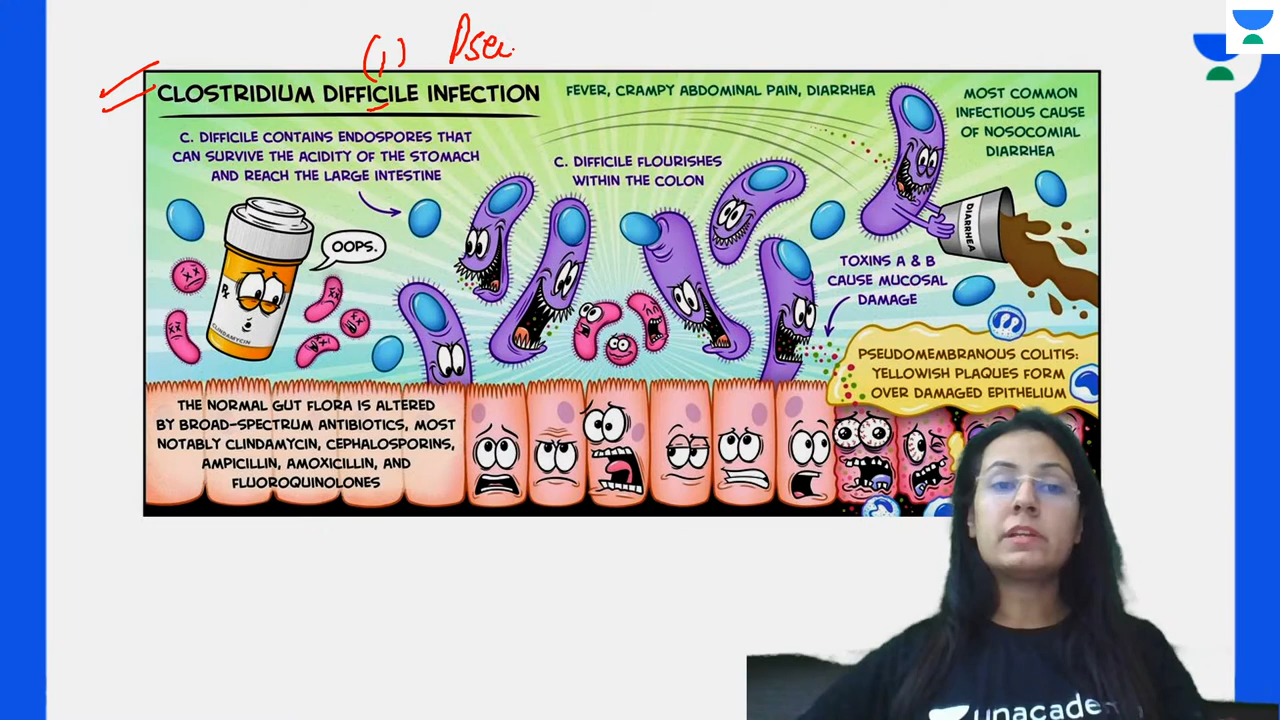 (1) Pseu
CLOSTRIDIUM DIFFICILE INFECTION
FEVER, CRAMPY ABDOMINAL PAIN, DIARRHEA
MOST COMMON
INFECTIOUS CAUSE
OF NOSOCOMIAL
DIARRHEA
C. DIFFICILE CONTAINS ENDOSPORES THAT
CAN SURVIVE THE ACIDITY OF THE STOMACH
AND REACH THE LARGE INTESTINE
C. DIFFICILE FLOURISHES
WITHIN THE COLON
DIARRHEA
OOPS.
Rx
CLINDAMYCIN
TOXINS A & B
CAUSE MUCOSAL
DAMAGE
PSEUDOMEMBRANOUS COLITIS:
YELLOWISH PLAQUES FORM
OVER DAMAGED EPITHELIUM
THE NORMAL GUT FLORA IS ALTERED
BY BROAD-SPECTRUM ANTIBIOTICS, MOST
NOTABLY CLINDAMYCIN, CEPHALOSPORINS,
AMPICILLIN, AMOXICILLIN, AND
FLUOROQUINOLONES
unacade